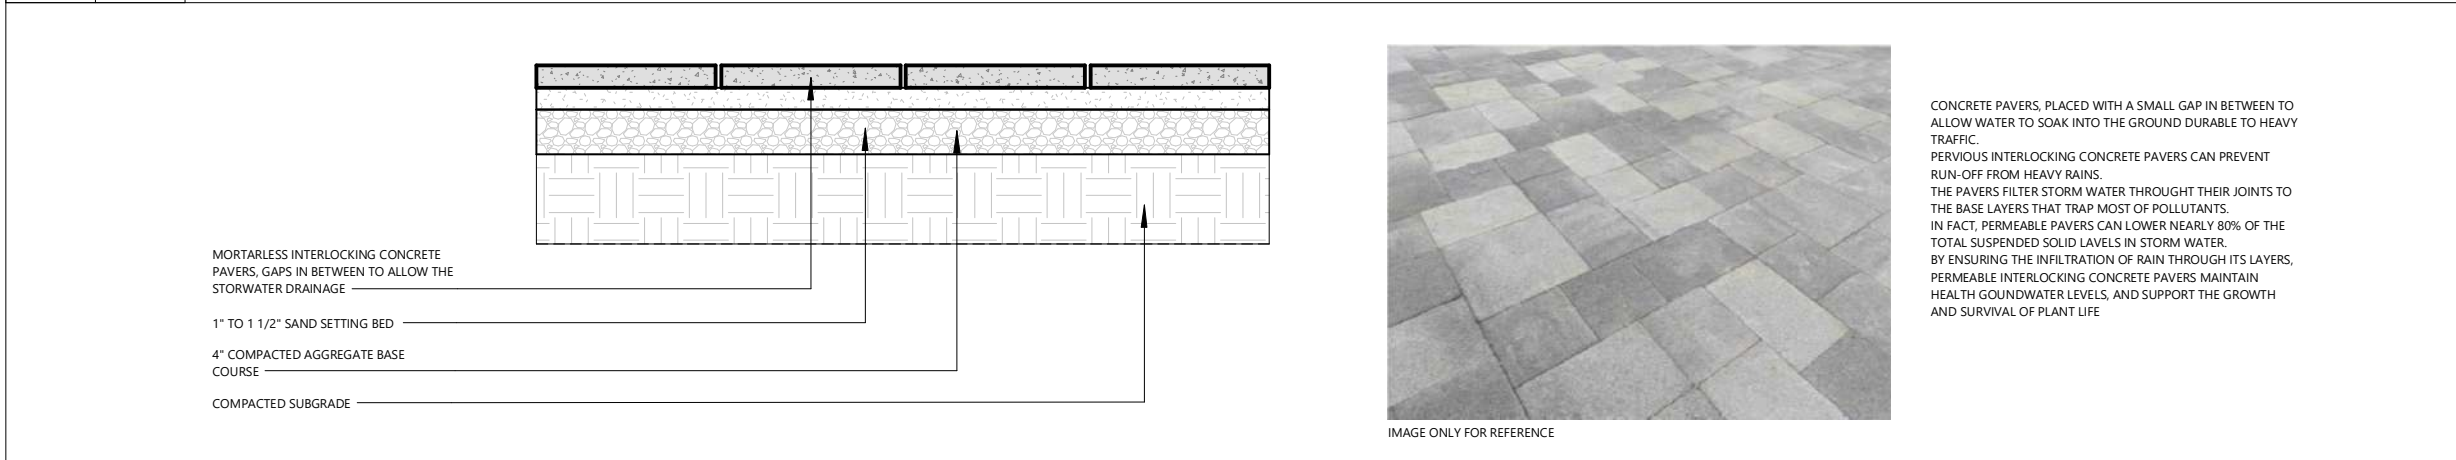 MORTARLESS INTERLOCKING CONCRETE
PAVERS, GAPS IN BETWEEN TO ALLOW THE
STORWATER DRAINAGE
1" TO 1 1/2" SAND SETTING BED
4" COMPACTED AGGREGATE BASE
COURSE
COMPACTED SUBGRADE
IMAGE ONLY FOR REFERENCE
CONCRETE PAVERS, PLACED WITH A SMALL GAP IN BETWEEN TO
ALLOW WATER TO SOAK INTO THE GROUND DURABLE TO HEAVY
TRAFFIC.
PERVIOUS INTERLOCKING CONCRETE PAVERS CAN PREVENT
RUN-OFF FROM HEAVY RAINS.
THE PAVERS FILTER STORM WATER THROUGHT THEIR JOINTS TO
THE BASE LAYERS THAT TRAP MOST OF POLLUTANTS.
IN FACT, PERMEABLE PAVERS CAN LOWER NEARLY 80% OF THE
TOTAL SUSPENDED SOLID LAVELS IN STORM WATER.
BY ENSURING THE INFILTRATION OF RAIN THROUGH ITS LAYERS,
PERMEABLE INTERLOCKING CONCRETE PAVERS MAINTAIN
HEALTH GOUNDWATER LEVELS, AND SUPPORT THE GROWTH
AND SURVIVAL OF PLANT LIFE